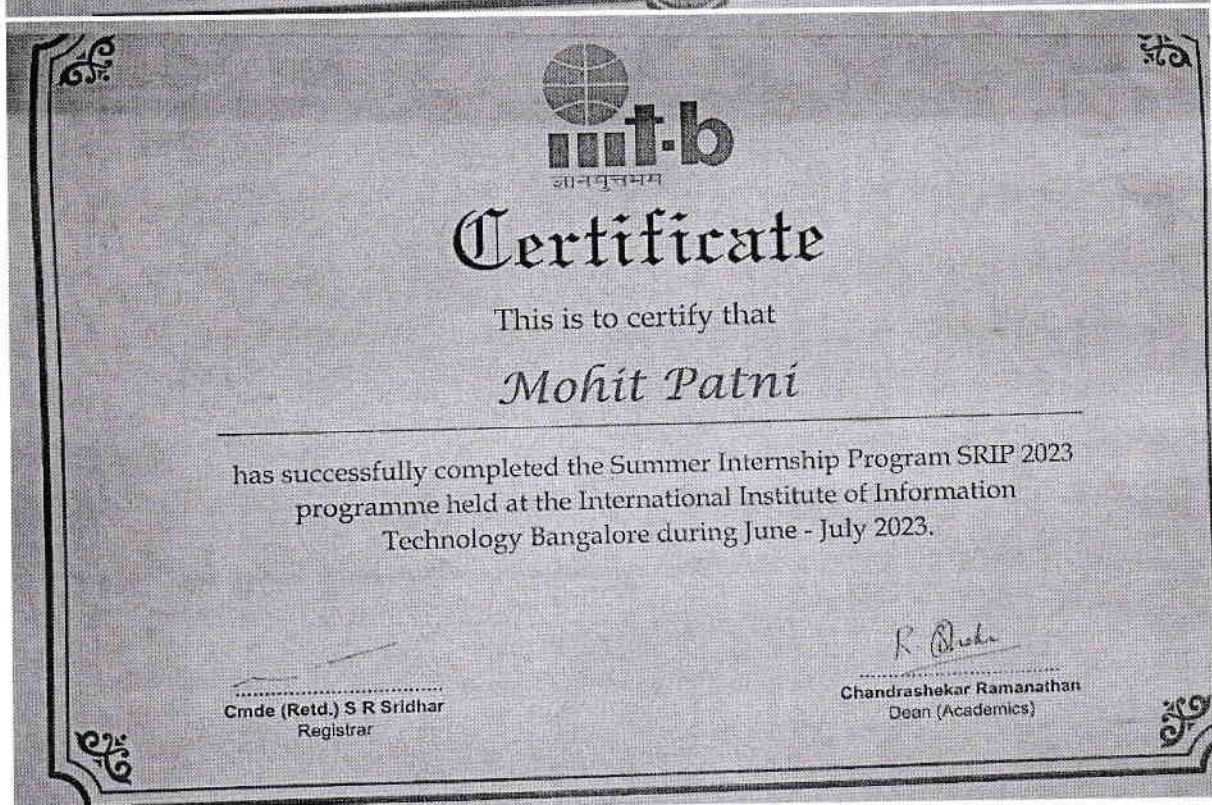 iiit-b
ज्ञानमुत्तमम
Certificate
This is to certify that
Mohit Patni
has successfully completed the Summer Internship Program SRIP 2023
programme held at the International Institute of Information
Technology Bangalore during June - July 2023.
Cmde (Retd.) S R Sridhar
Registrar
Chandrashekar Ramanathan
Dean (Academics)